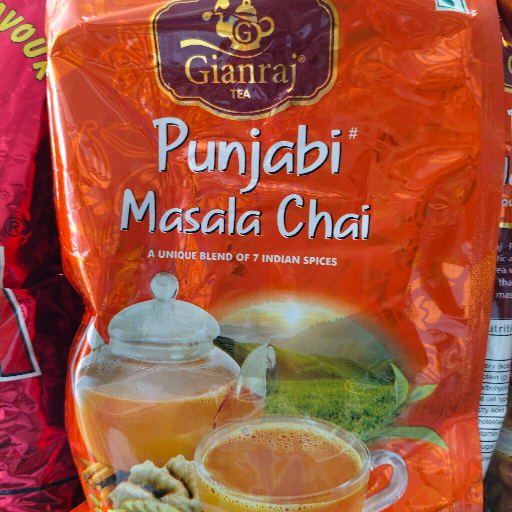 G
Gianraj®
TEA
Punjabi#
Masala Chai
A UNIQUE BLEND OF 7 INDIAN SPICES
®